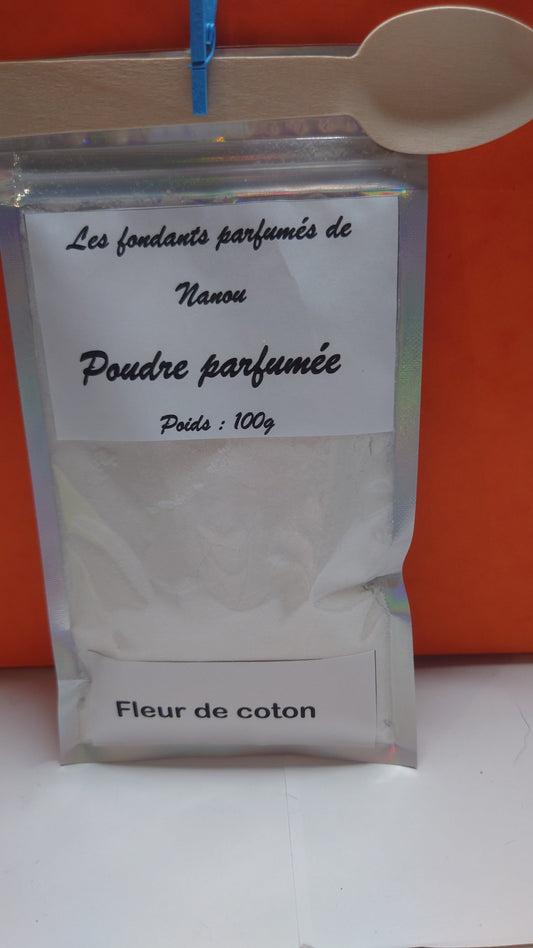 Les fondants parfumés de
Nanou
Poudre parfumée
Poids : 100g
Fleur de coton